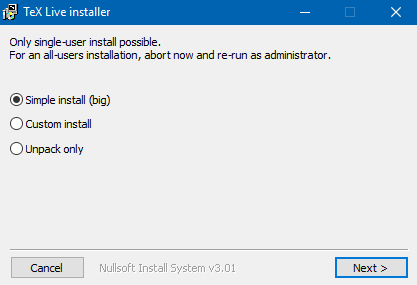 TeX Live installer
Only single-user install possible.
For an all-users installation, abort now and re-run as administrator.
Simple install (big)
Custom install
Unpack only
Cancel
Nullsoft Install System v3.01
Next >